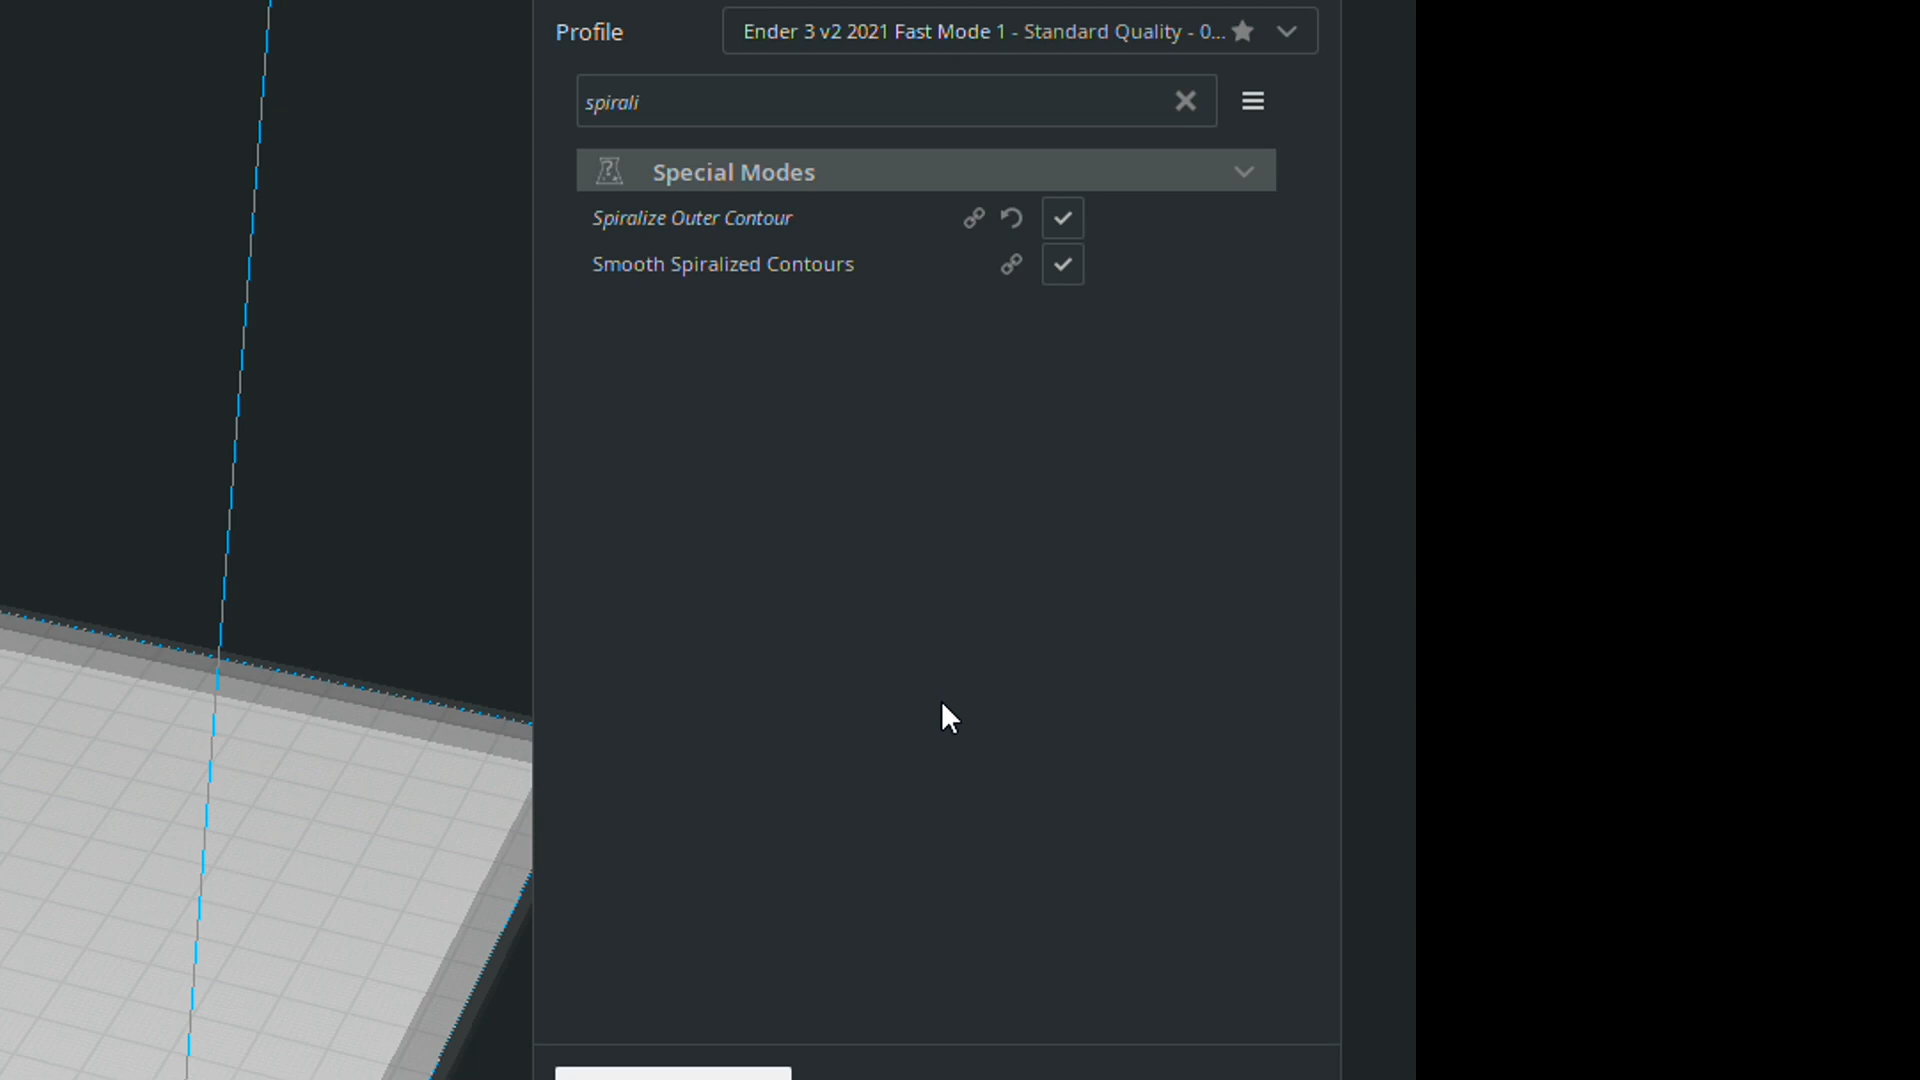 Profile
Ender 3 v2 2021 Fast Mode 1 - Standard Quality - 0...
spirali
Special Modes
Spiralize Outer Contour
Smooth Spiralized Contours